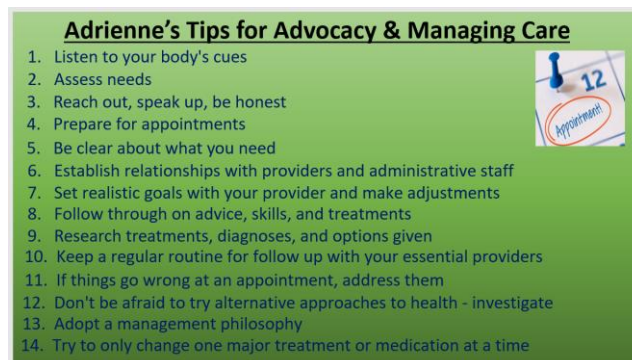 Adrienne's Tips for Advocacy & Managing Care
1. Listen to your body's cues
2. Assess needs
3. Reach out, speak up, be honest
4. Prepare for appointments
5. Be clear about what you need
6. Establish relationships with providers and administrative staff
7. Set realistic goals with your provider and make adjustments
8. Follow through on advice, skills, and treatments
9. Research treatments, diagnoses, and options given
10. Keep a regular routine for follow up with your essential providers
11. If things go wrong at an appointment, address them
12. Don't be afraid to try alternative approaches to health - investigate
13. Adopt a management philosophy
14. Try to only change one major treatment or medication at a time
12
Appointment!